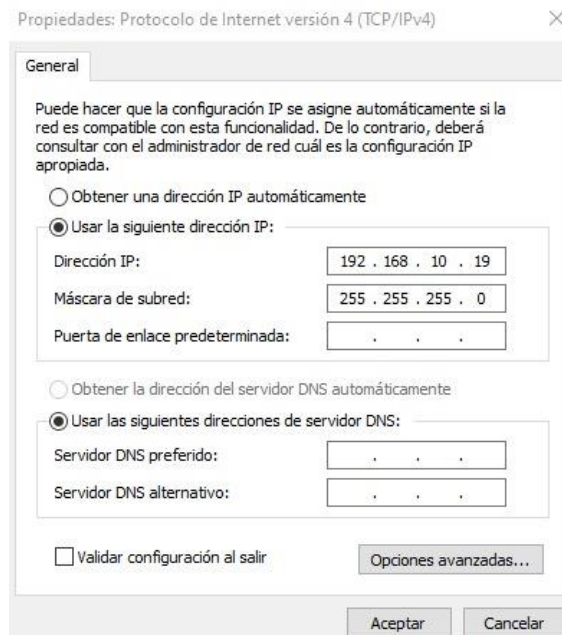 Propiedades: Protocolo de Internet versión 4 (TCP/IPv4)
General
Puede hacer que la configuración IP se asigne automáticamente si la
red es compatible con esta funcionalidad. De lo contrario, deberá
consultar con el administrador de red cuál es la configuración IP
apropiada.
Obtener una dirección IP automáticamente
Usar la siguiente dirección IP:
Dirección IP: 192 . 168 . 10 . 19
Máscara de subred: 255 . 255 . 255 . 0
Puerta de enlace predeterminada: . . .
Obtener la dirección del servidor DNS automáticamente
Usar las siguientes direcciones de servidor DNS:
Servidor DNS preferido: . . .
Servidor DNS alternativo: . . .
Validar configuración al salir Opciones avanzadas...
Aceptar Cancelar